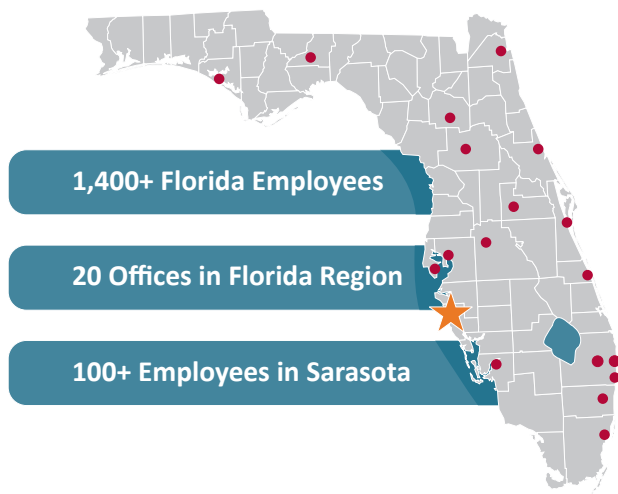 1,400+ Florida Employees
20 Offices in Florida Region
100+ Employees in Sarasota